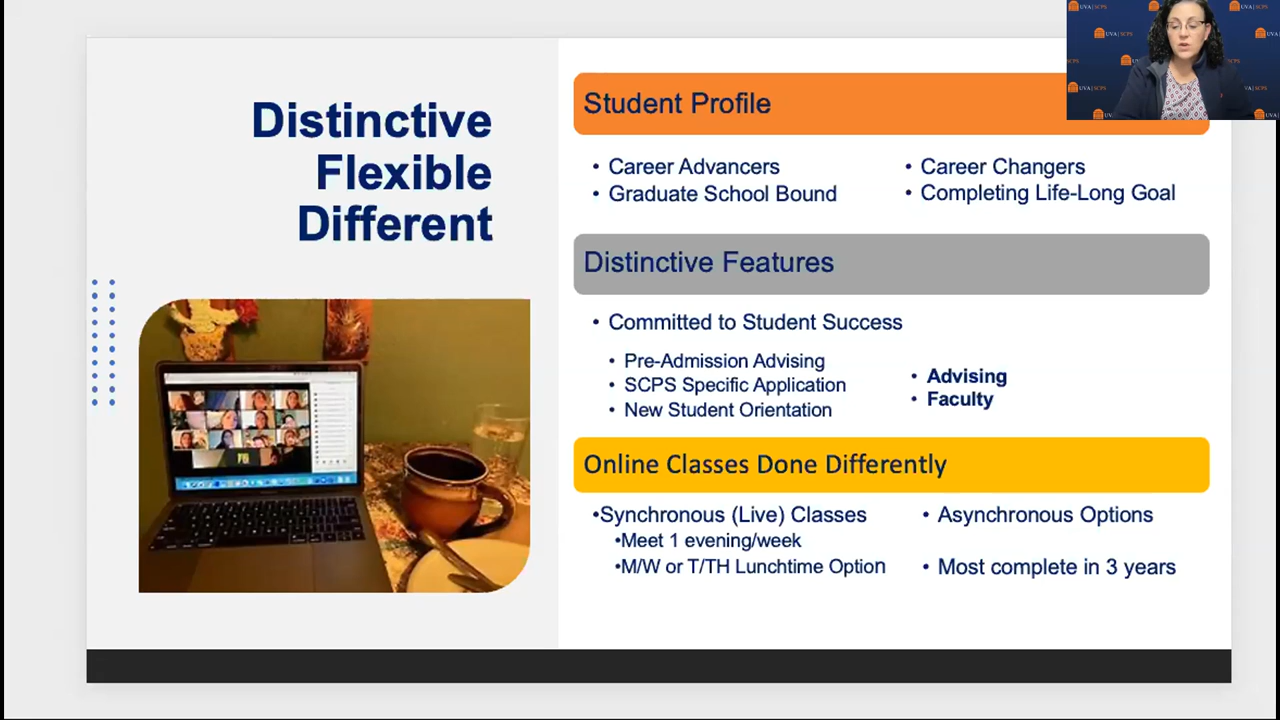 Distinctive
Flexible
Different
Student Profile
• Career Advancers
• Graduate School Bound
• Career Changers
• Completing Life-Long Goal
Distinctive Features
• Committed to Student Success
• Pre-Admission Advising
• SCPS Specific Application
• New Student Orientation
• Advising
• Faculty
Online Classes Done Differently
•Synchronous (Live) Classes
•Meet 1 evening/week
•M/W or T/TH Lunchtime Option
• Asynchronous Options
• Most complete in 3 years
UVA SCPS